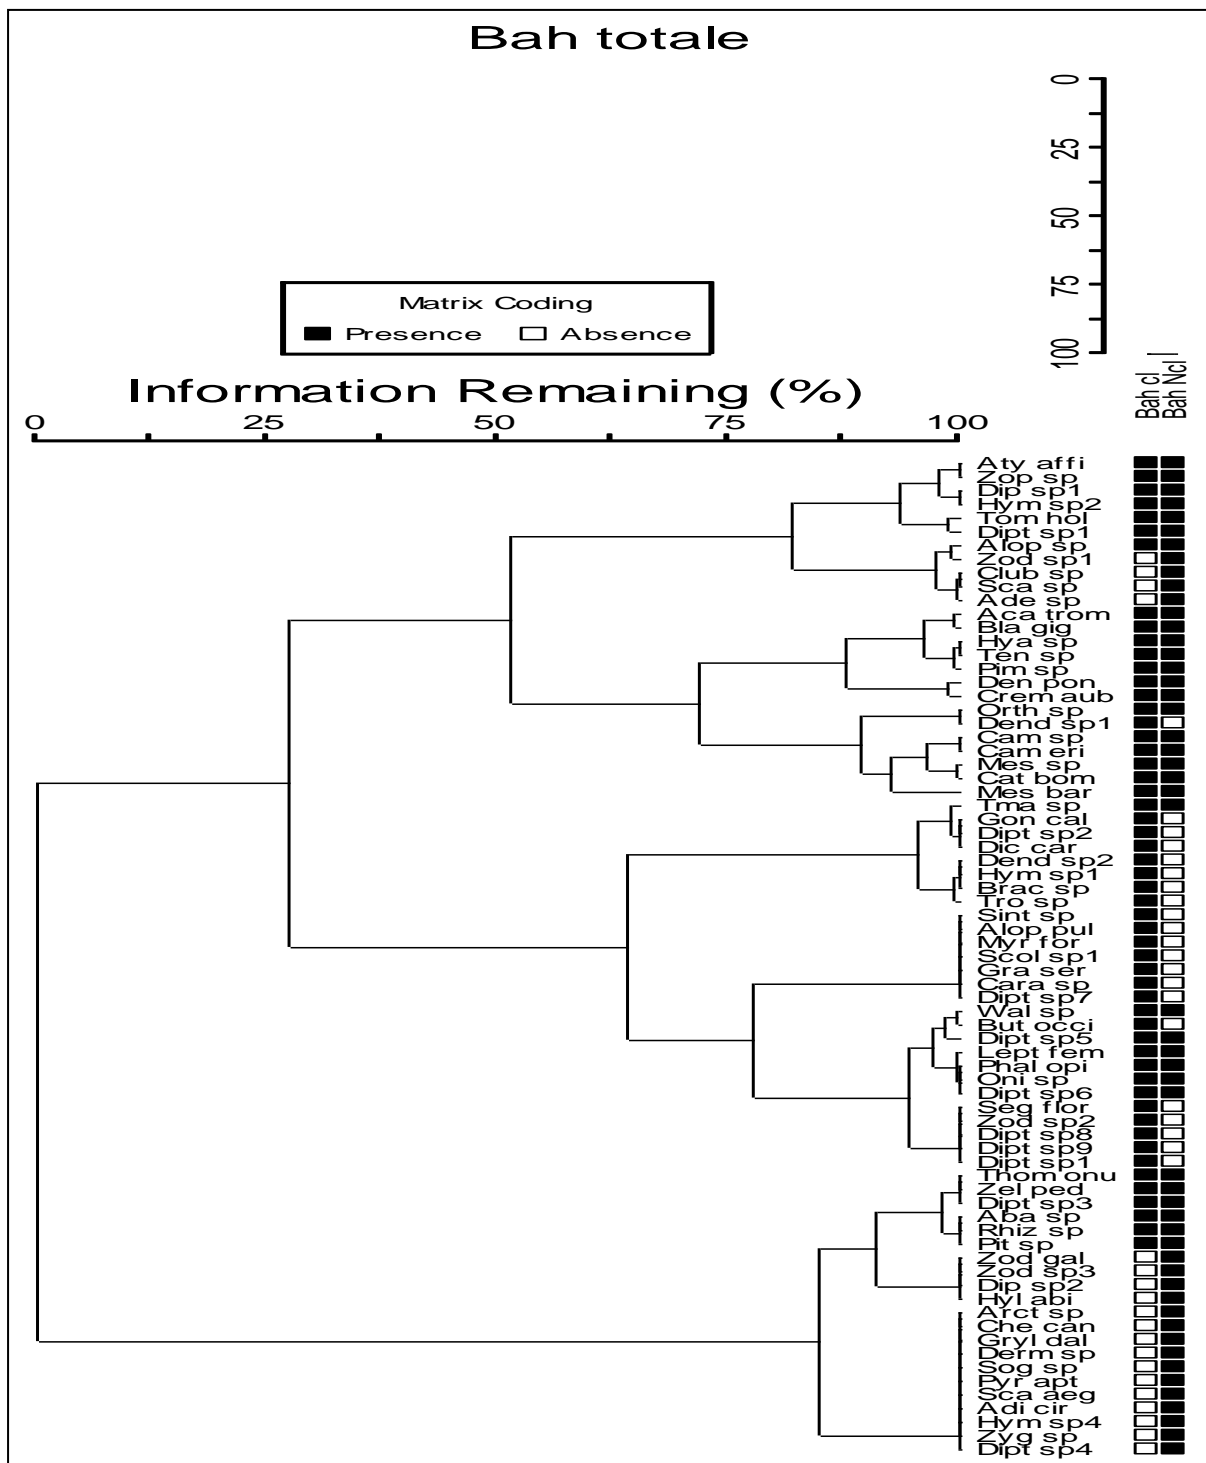 Bah totale
0
25
50
75
100
Matrix Coding
Presence Absence
Information Remaining (%)
0 25 50 75 100
Bah cl
Bah Ncl
Aty affi
Zop sp
Dip sp1
Hym sp2
Tom hol
Dipt sp1
Alop sp
Zod sp1
Club sp
Sca sp
Ade sp
Aca trom
Bla gig
Hya sp
Ten sp
Pim sp
Den pon
Crem aub
Orth sp
Dend sp1
Cam sp
Cam eri
Mes sp
Cat bom
Mes bar
Tma sp
Gon cal
Dipt sp2
Dic car
Dend sp2
Hym sp1
Brac sp
Tro sp
Sint sp
Alop pul
Myr for
Scol sp1
Gra ser
Cara sp
Dipt sp7
Wal sp
But occi
Dipt sp5
Lept fem
Phal opi
Oni sp
Dipt sp6
Seg flor
Zod sp2
Dipt sp8
Dipt sp9
Dipt sp1
Thom onu
Zel ped
Dipt sp3
Aba sp
Rhiz sp
Pit sp
Zod gal
Zod sp3
Dip sp2
Hyl abi
Arct sp
Che can
Gryl dal
Derm sp
Sog sp
Pyr apt
Sca aeg
Adi cir
Hym sp4
Zyg sp
Dipt sp4